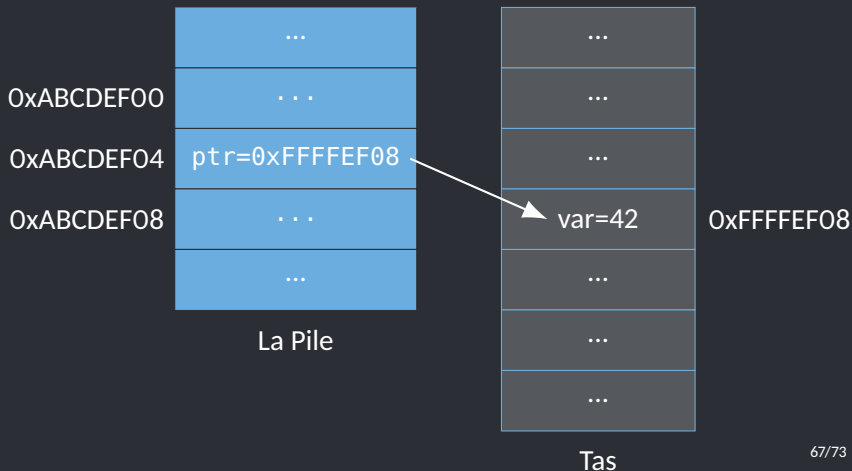 ...
...
0xABCDEF00
...
...
0xABCDEF04
ptr=0xFFFFEF08
...
0xABCDEF08
...
var=42
0xFFFFEF08
...
...
La Pile
...
...
Tas
67/73